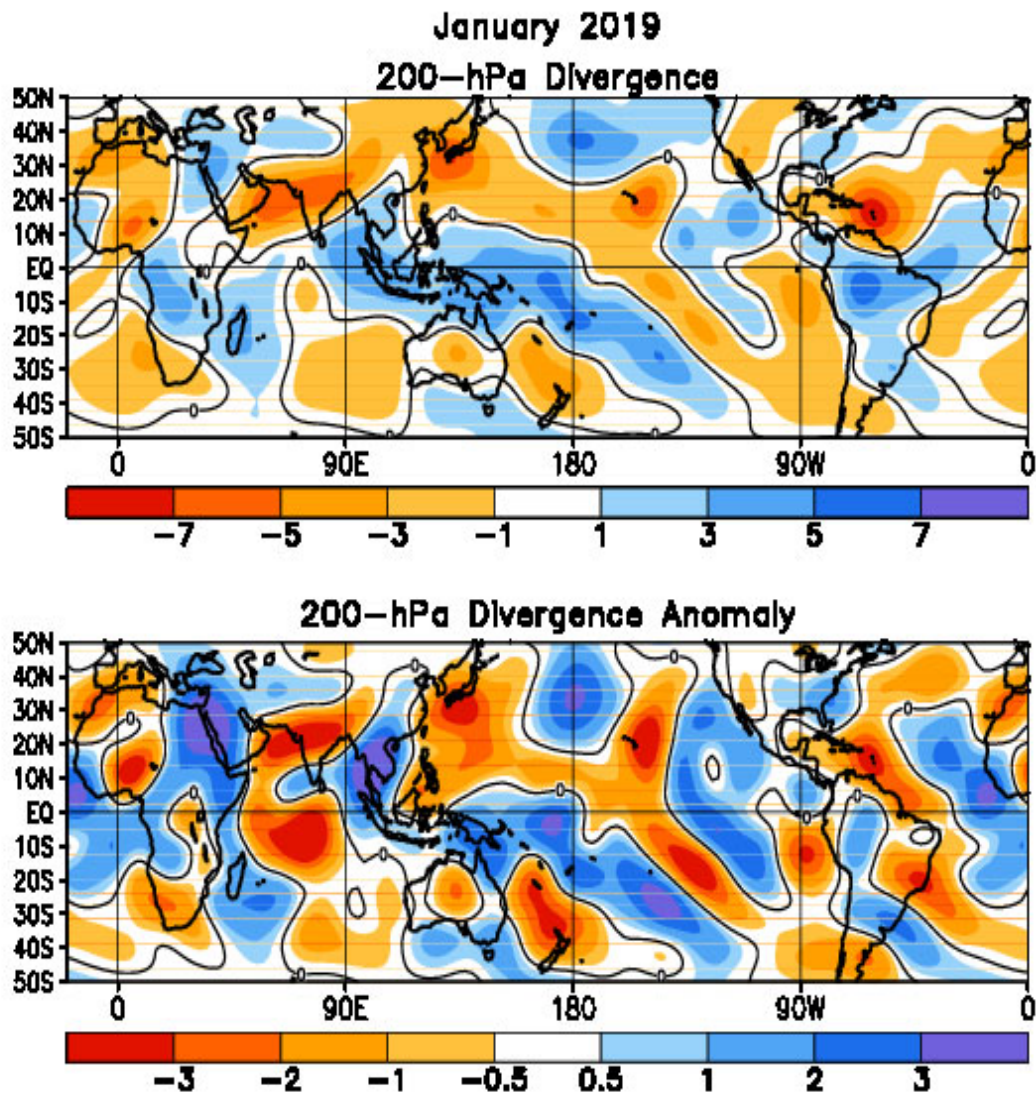 January 2019
200-hPa Divergence
50N
40N
30N
20N
10N
EQ
10S
20S
30S
40S
50S
0 90E 180 90W 0
-7 -5 -3 -1 1 3 5 7
200-hPa Divergence Anomaly
50N
40N
30N
20N
10N
EQ
10S
20S
30S
40S
50S
0 90E 180 90W 0
-3 -2 -1 -0.5 0.5 1 2 3